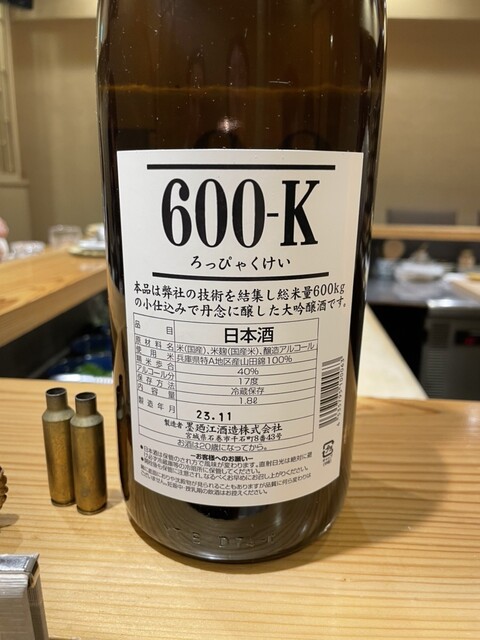 600-K
ろっぴゃくけい
本品は弊社の技術を結集し総米量600kg
の小仕込みで丹念に醸した大吟醸酒です。
品目 日本酒
原材料名 米(国産)、米麹(国産米)、醸造アルコール
使用米 兵庫県特A地区産山田錦100%
精米歩合 40%
アルコール分 17度
保存方法 冷蔵保存
1.8ℓ
製造年月 23.11
製造者 墨廼江酒造株式会社
宮城県石巻市千石町8番43号
お酒は20歳になってから。
―お客様へのお願い―